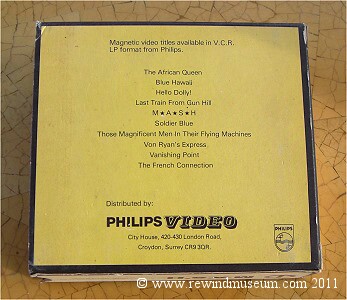 Magnetic video titles available in V.C.R.
LP format from Philips.
The African Queen
Blue Hawaii
Hello Dolly!
Last Train From Gun Hill
M★A★S★H
Soldier Blue
Those Magnificent Men In Their Flying Machines
Von Ryan's Express
Vanishing Point
The French Connection
Distributed by:
PHILIPS VIDEO
City House, 420-430 London Road,
Croydon, Surrey CR9 3QR.
PHILIPS
© www.rewindmuseum.com 2011